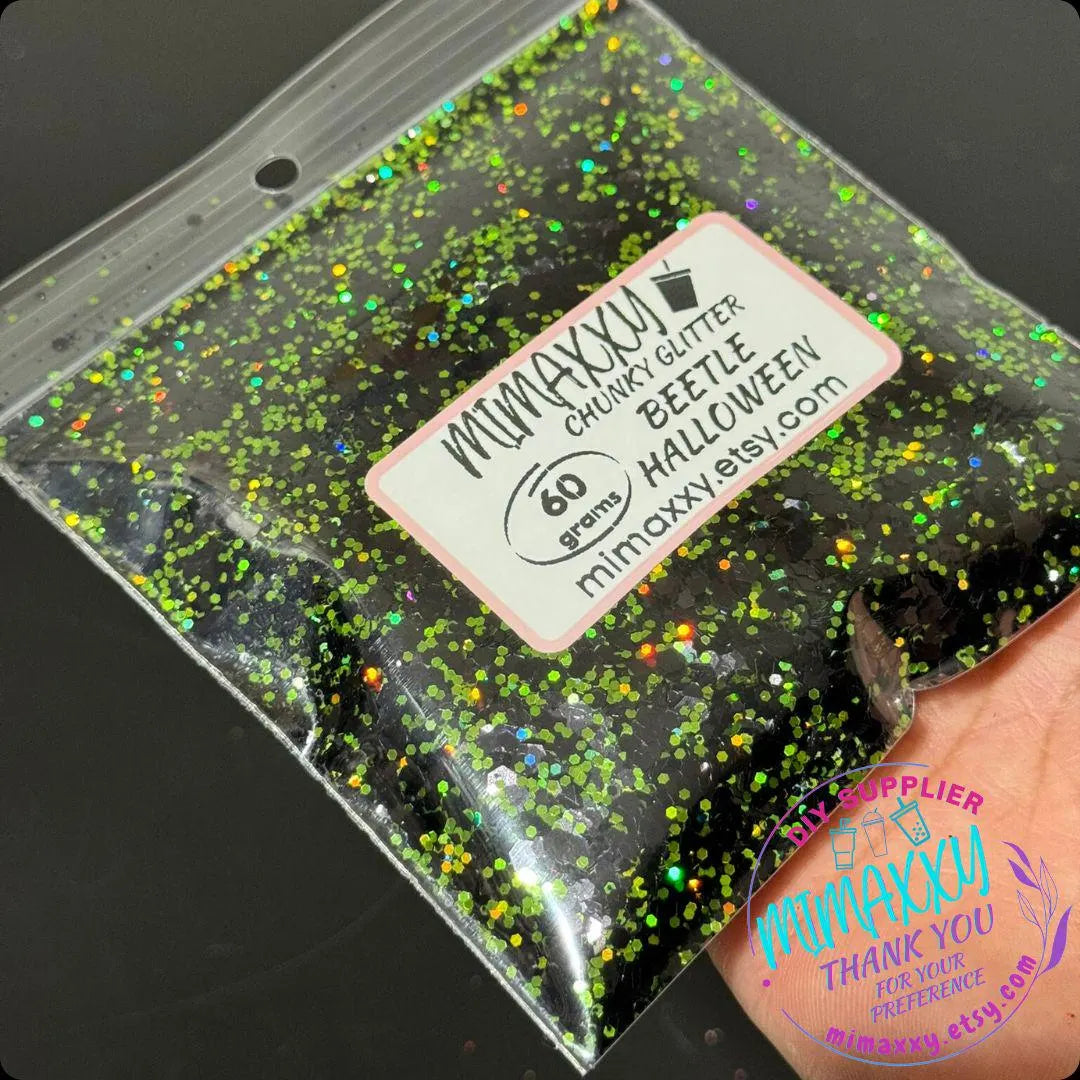 MIMAXXY
CHUNKY GLITTER
BEETLE
HALLOWEEN
60
grams
mimaxxy.etsy.com
DIY SUPPLIER
MIMAXXY
THANK YOU
FOR YOUR
PREFERENCE
mimaxxy.etsy.com